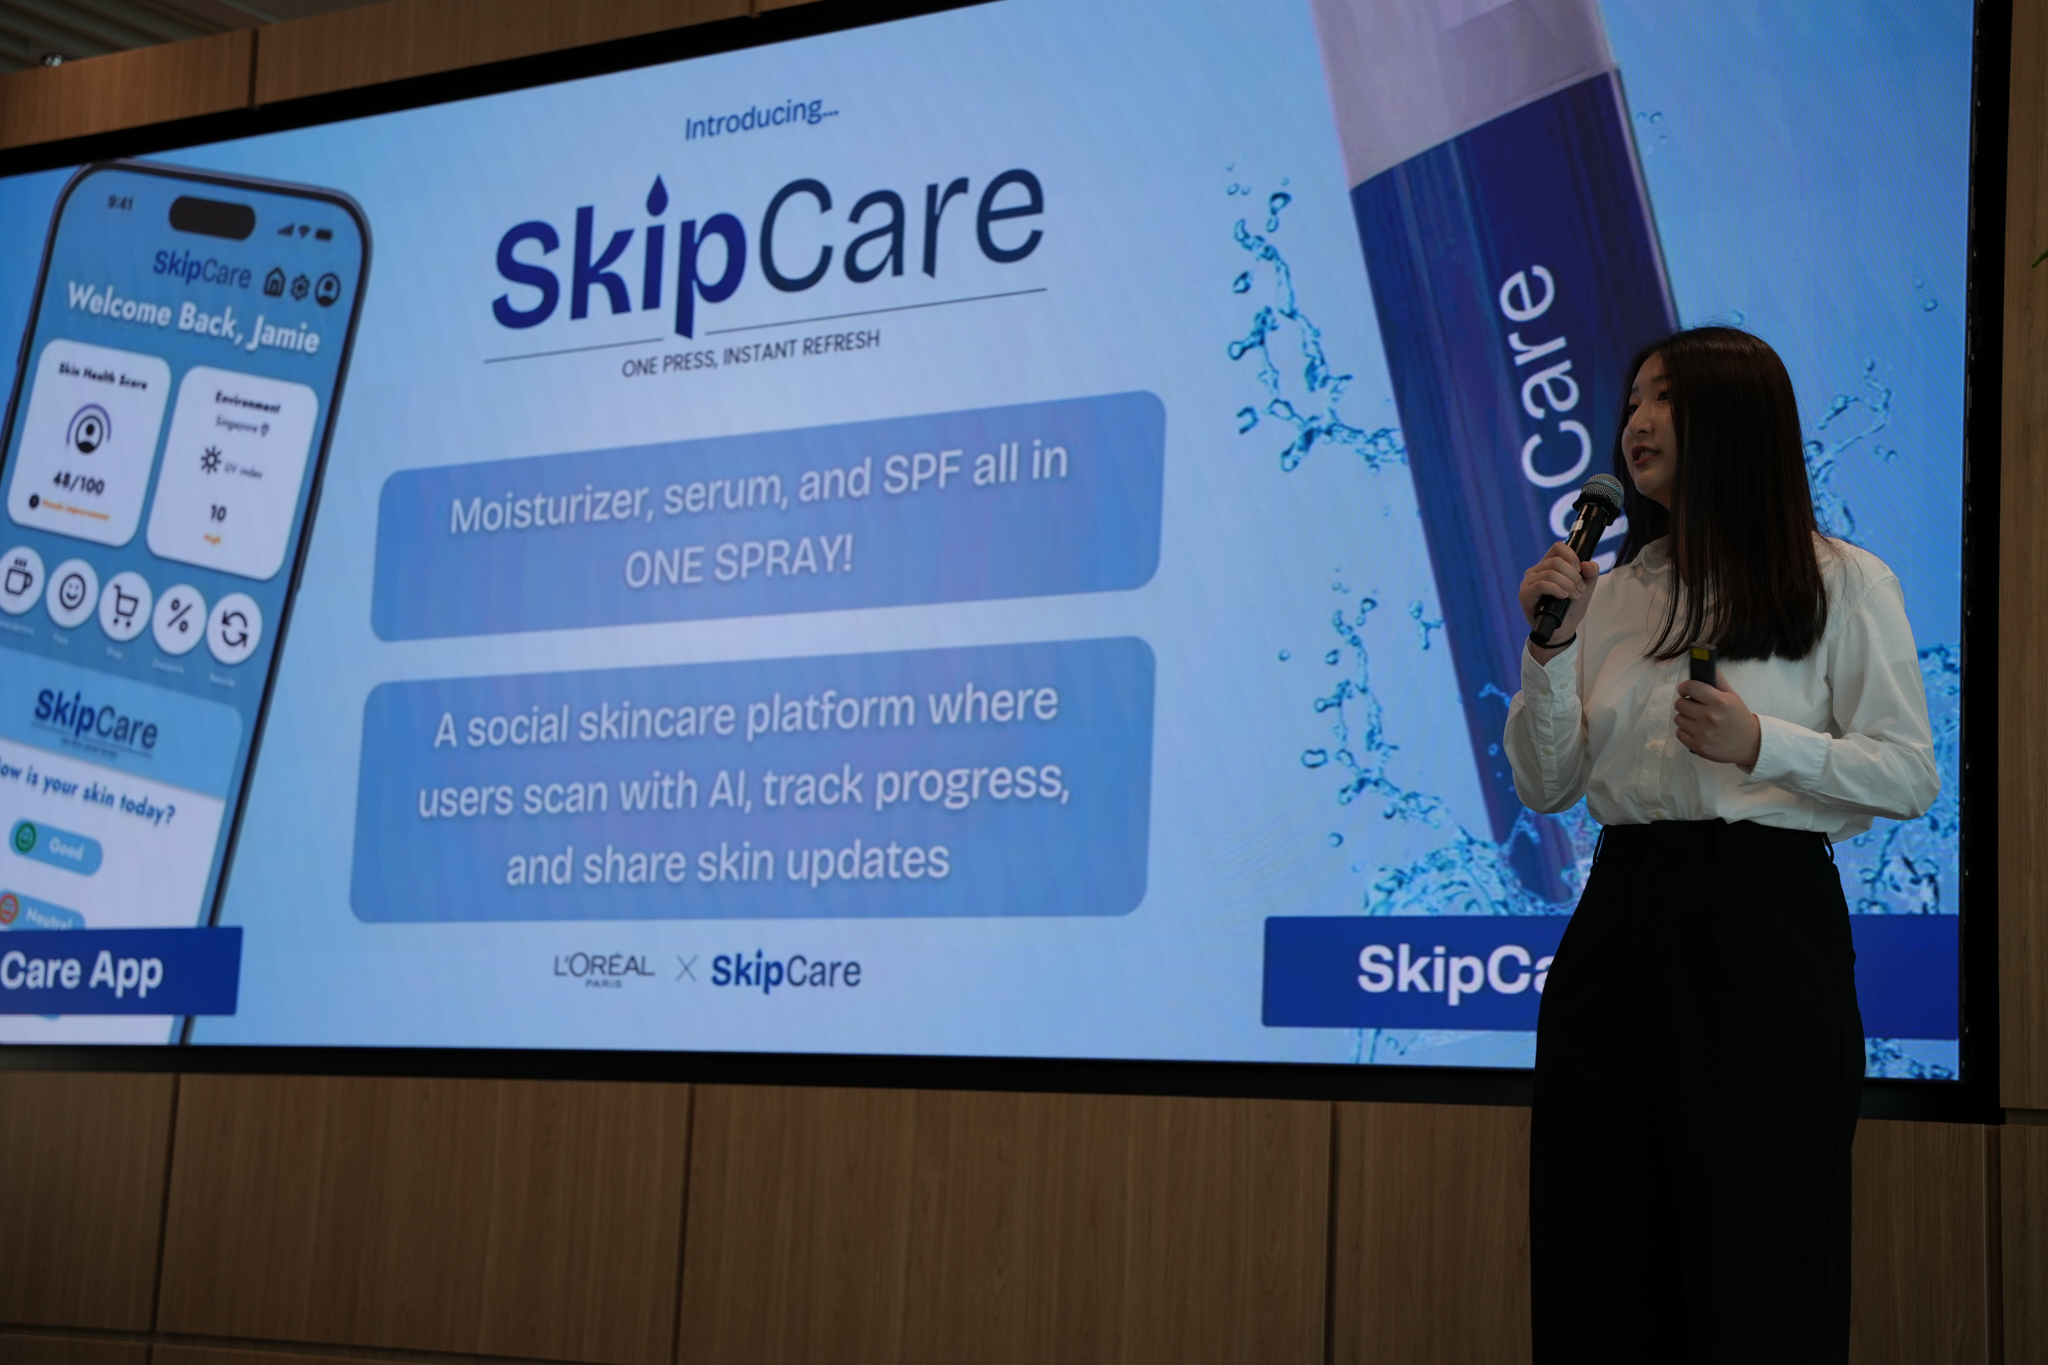 Introducing...
SkipCare
ONE PRESS, INSTANT REFRESH
Moisturizer, serum, and SPF all in
ONE SPRAY!
A social skincare platform where
users scan with AI, track progress,
and share skin updates
L'ORÉAL
PARIS
X SkipCare
9:41
SkipCare
Welcome Back, Jamie
Skin Health Score
48/100
Environment
Singapore
UV index
10
High
SkipCare
ow is your skin today?
Good
Neutral
Care App
pCare
SkipCa